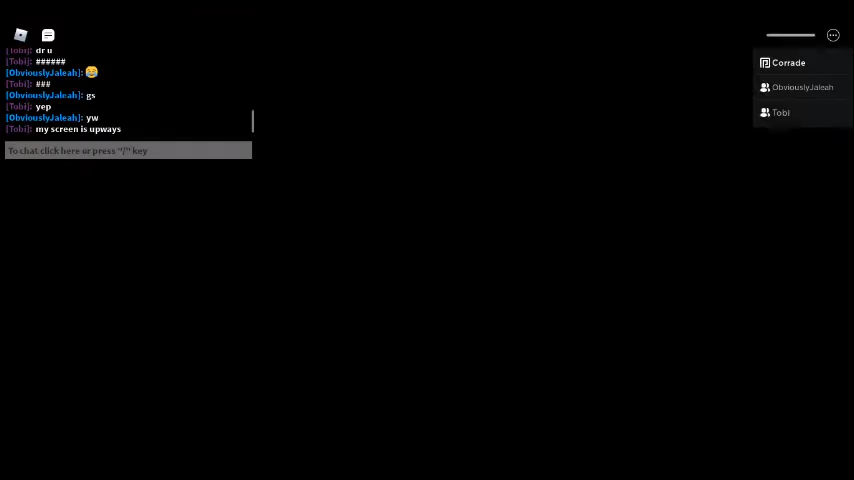 [Tobi]: dr u
[Tobi]: ######
[ObviouslyJaleah]: 😂
[Tobi]: ###
[ObviouslyJaleah]: gs
[Tobi]: yep
[ObviouslyJaleah]: yw
[Tobi]: my screen is upways
To chat click here or press "/" key
Corrade
ObviouslyJaleah
Tobi